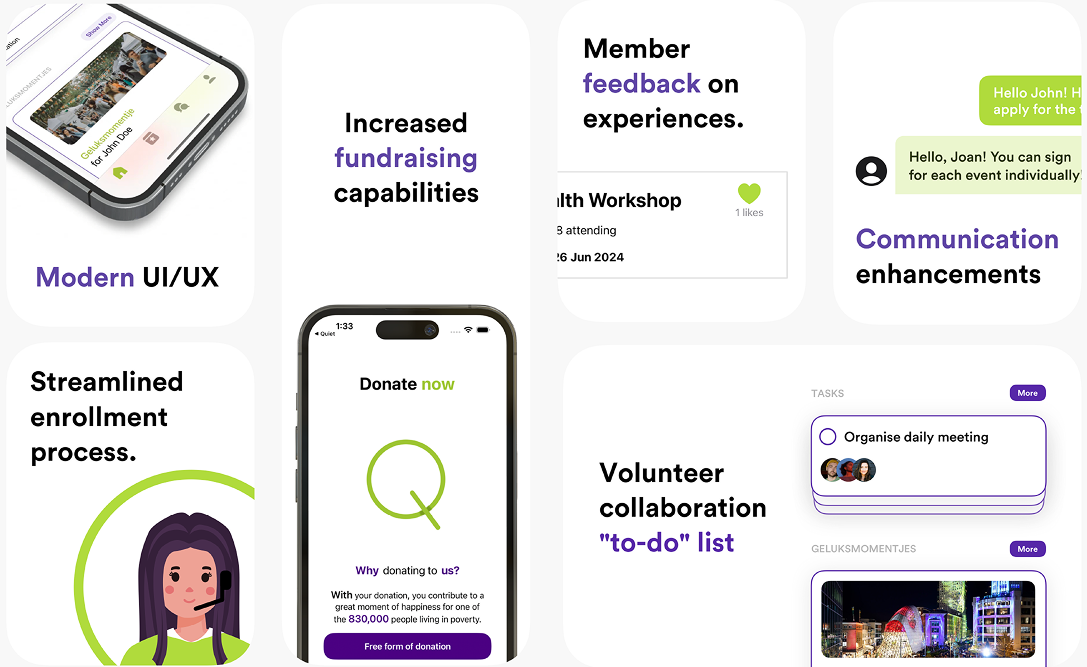 Show More
GELUKSMOMENTJES
Geluksmomentje
for John Doe
Modern UI/UX
Streamlined
enrollment
process.
Increased
fundraising
capabilities
Quiet
1:33
Donate now
Why donating to us?
With your donation, you contribute to a
great moment of happiness for one of
the 830,000 people living in poverty.
Free form of donation
Member
feedback on
experiences.
lth Workshop
1 likes
8 attending
26 Jun 2024
Hello John! H
apply for the
Hello, Joan! You can sign
for each event individually
Communication
enhancements
Volunteer
collaboration
"to-do" list
TASKS
More
Organise daily meeting
GELUKSMOMENTJES
More